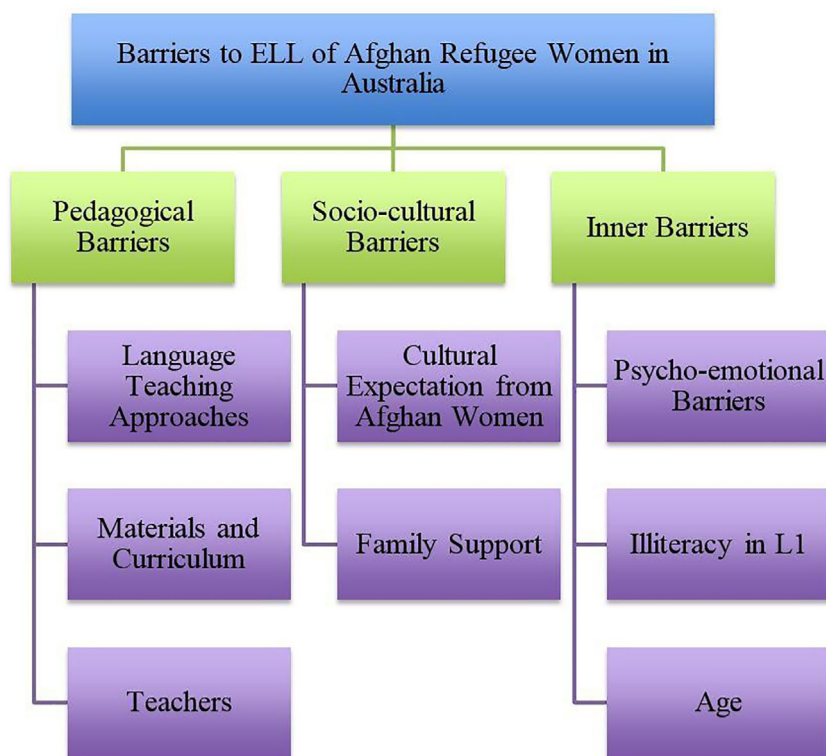 Barriers to ELL of Afghan Refugee Women in
Australia
Pedagogical
Barriers
Socio-cultural
Barriers
Inner Barriers
Language
Teaching
Approaches
Cultural
Expectation from
Afghan Women
Psycho-emotional
Barriers
Materials and
Curriculum
Family Support
Illiteracy in L1
Teachers
Age